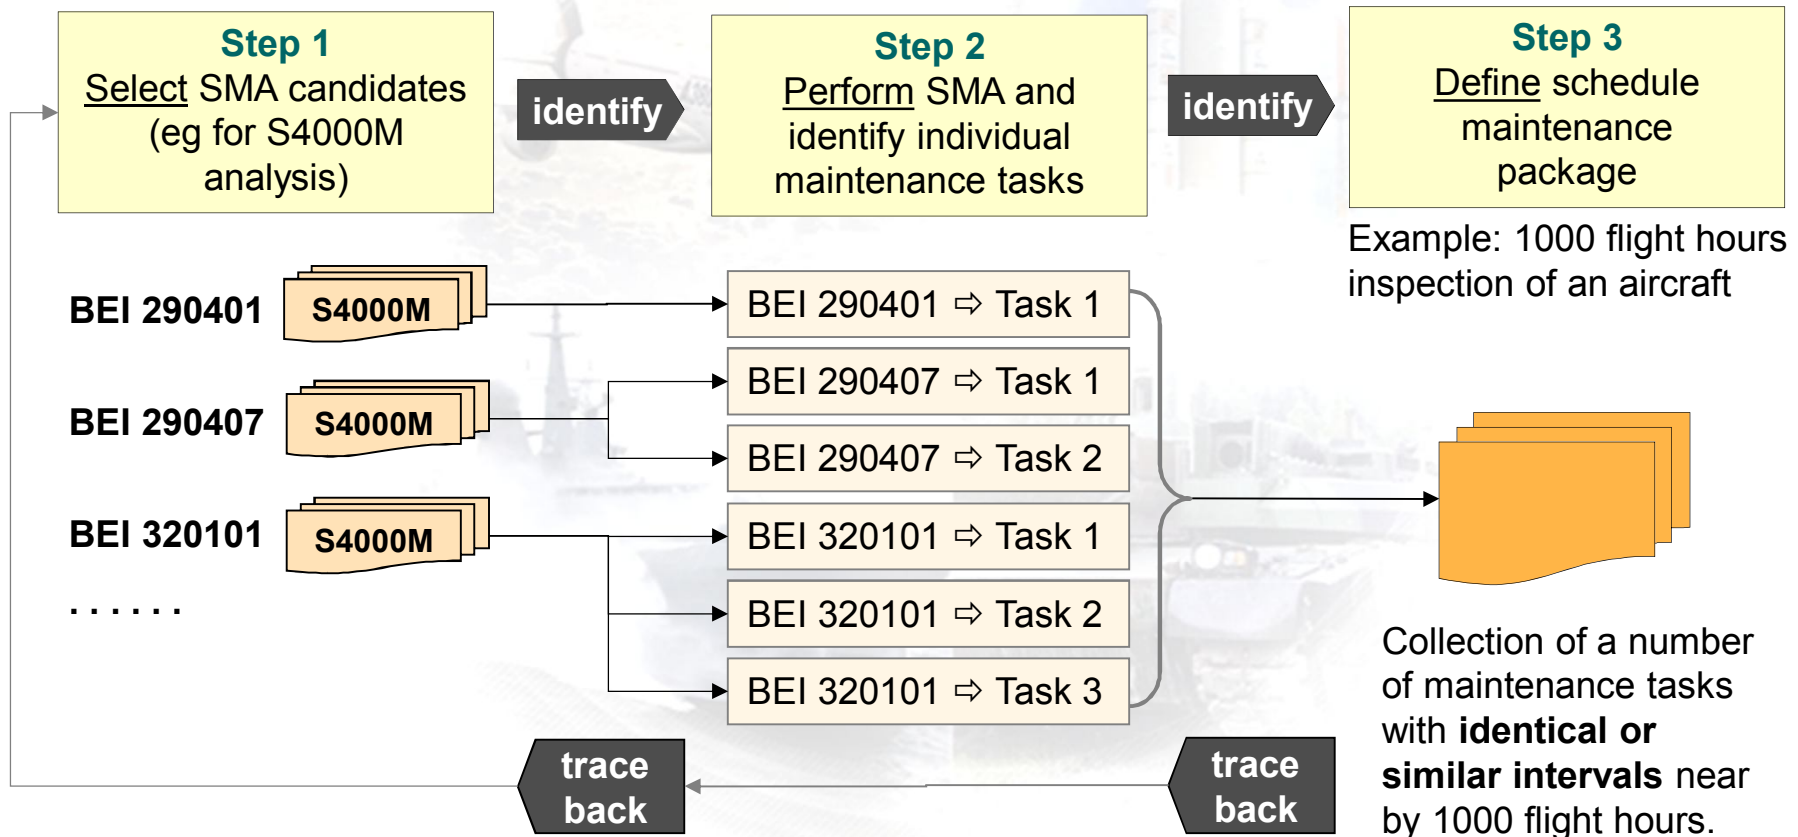 Step 1
Select SMA candidates
(eg for S4000M
analysis)
identify
Step 2
Perform SMA and
identify individual
maintenance tasks
identify
Step 3
Define schedule
maintenance
package
Example: 1000 flight hours
inspection of an aircraft
BEI 290401
S4000M
BEI 290401 ⇨ Task 1
BEI 290407
S4000M
BEI 290407 ⇨ Task 1
BEI 290407 ⇨ Task 2
BEI 320101
S4000M
BEI 320101 ⇨ Task 1
BEI 320101 ⇨ Task 2
BEI 320101 ⇨ Task 3
. . . . . .
Collection of a number
of maintenance tasks
with identical or
similar intervals near
by 1000 flight hours.
trace
back
trace
back